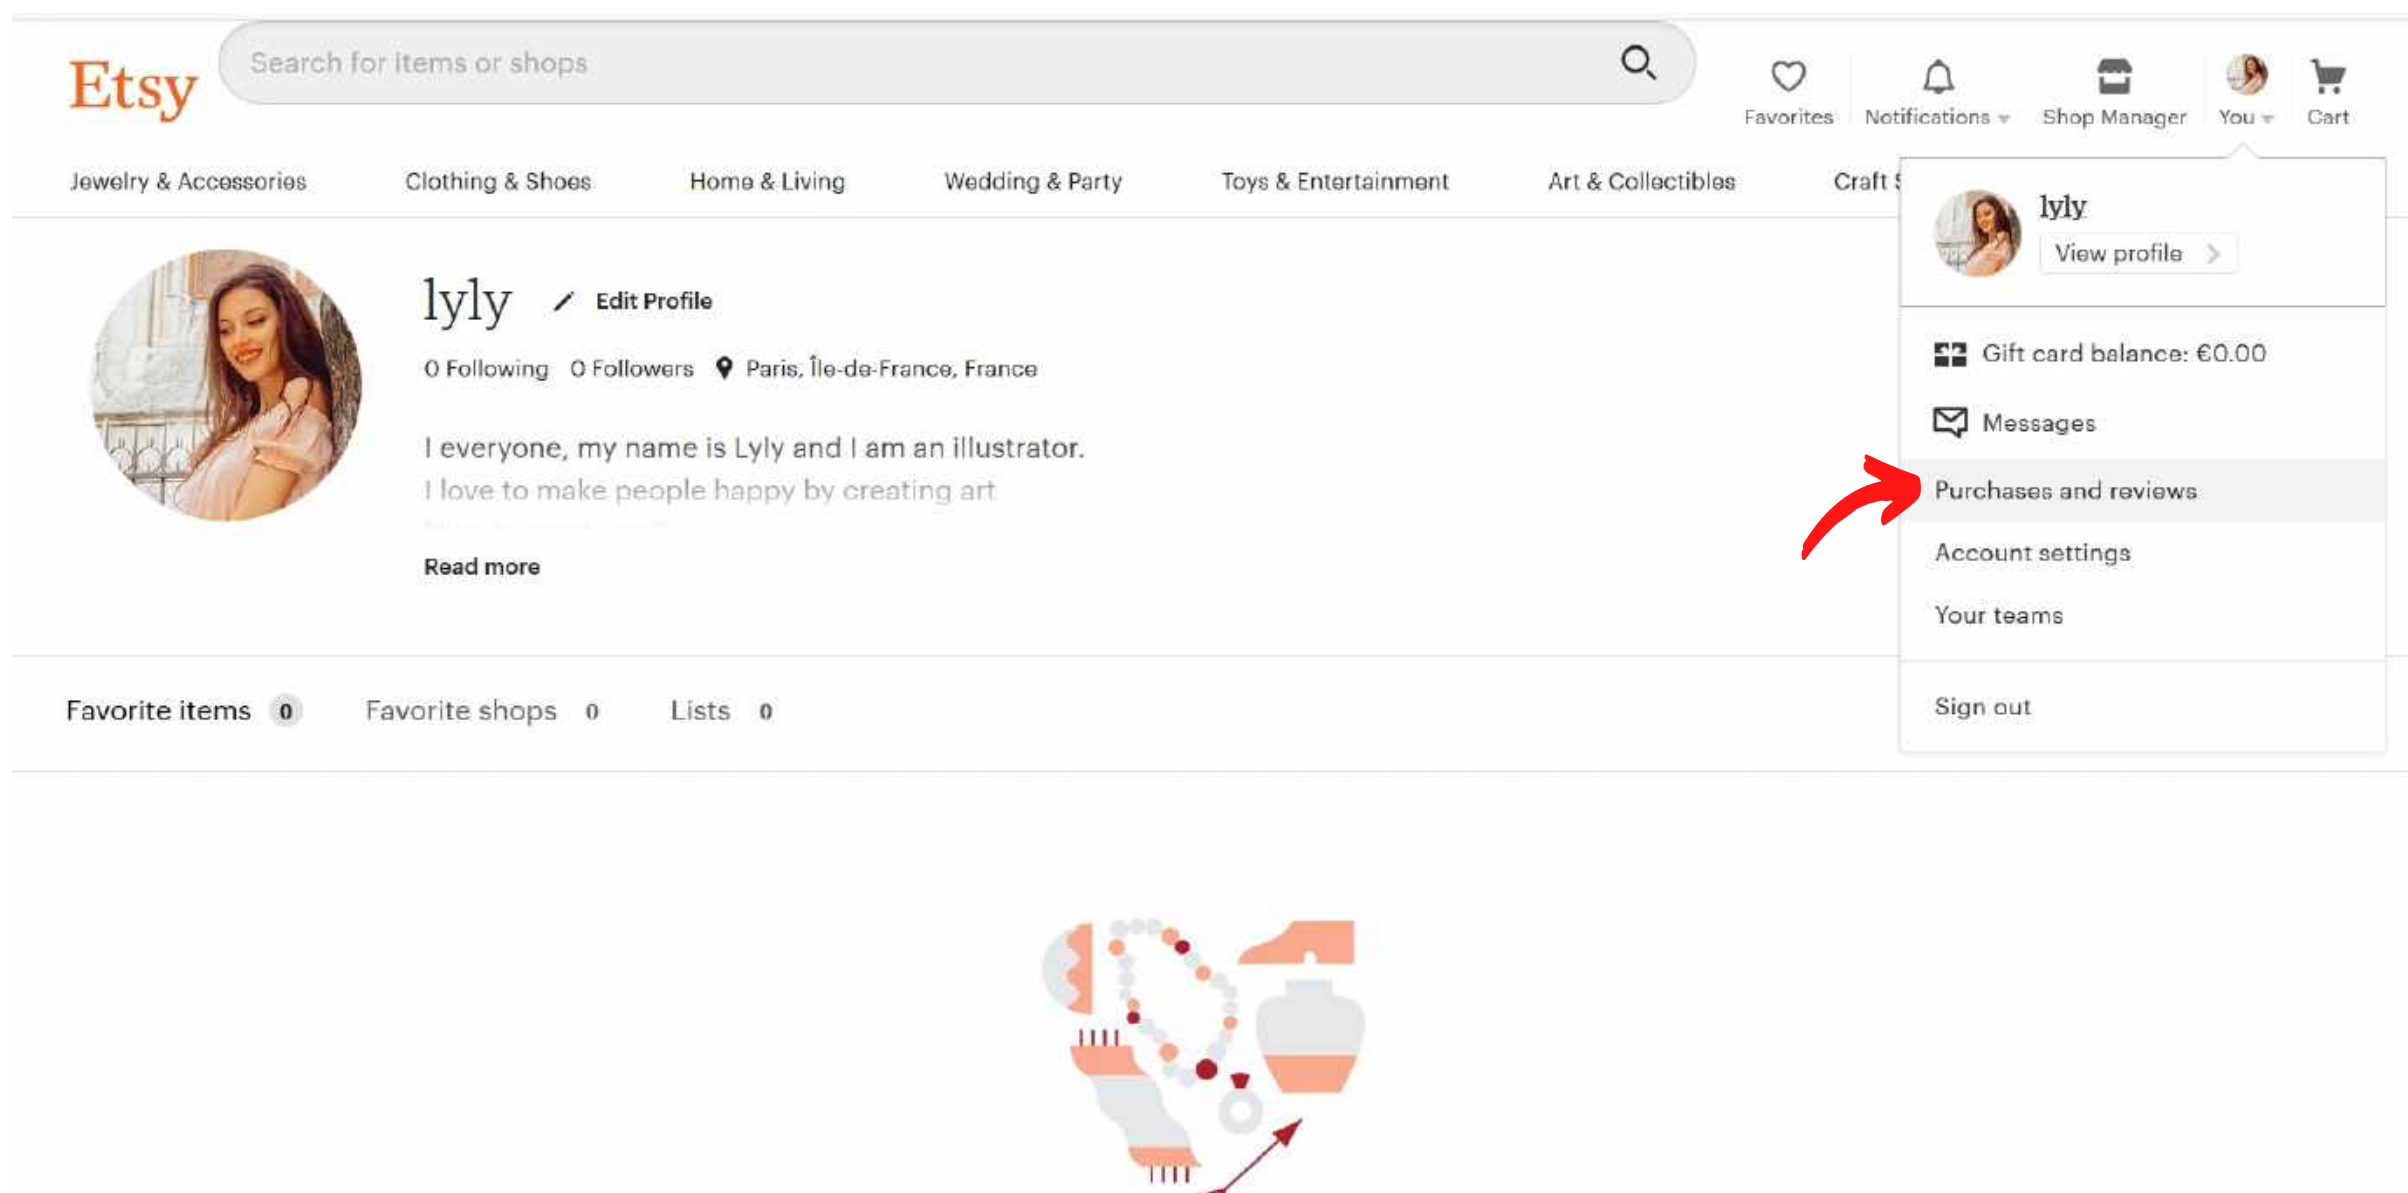 Etsy
Search for items or shops
Favorites
Notifications
Shop Manager
You
Cart
Jewelry & Accessories
Clothing & Shoes
Home & Living
Wedding & Party
Toys & Entertainment
Art & Collectibles
Craft
lyly
View profile
lyly
Edit Profile
Gift card balance: €0.00
0 Following 0 Followers Paris, Île-de-France, France
Messages
I everyone, my name is Lyly and I am an illustrator.
I love to make people happy by creating art
Purchases and reviews
Read more
Account settings
Your teams
Favorite items 0
Favorite shops 0
Lists 0
Sign out